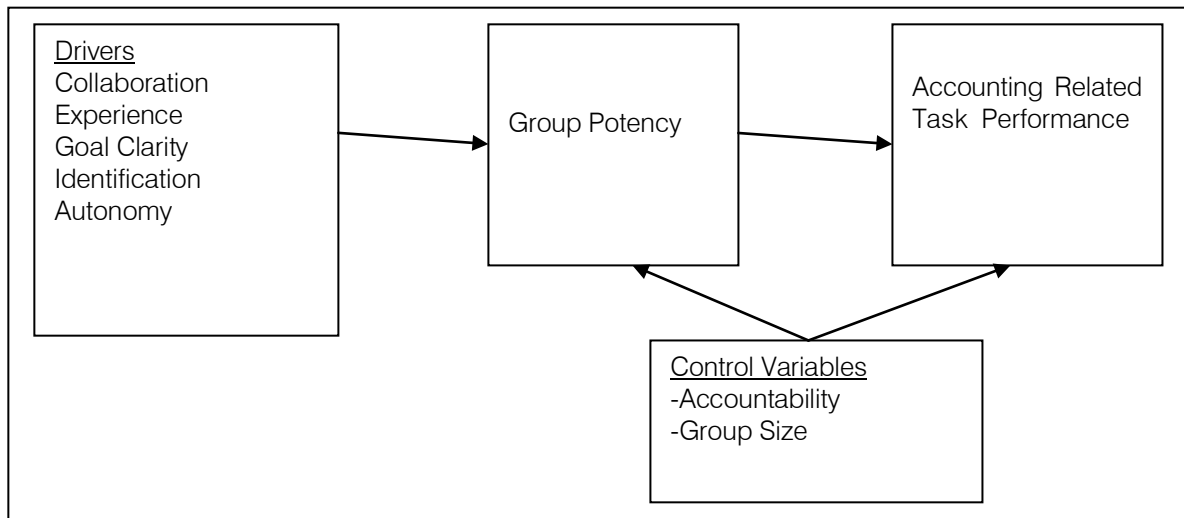 Drivers
Collaboration
Experience
Goal Clarity
Identification
Autonomy
Group Potency
Accounting Related
Task Performance
Control Variables
-Accountability
-Group Size